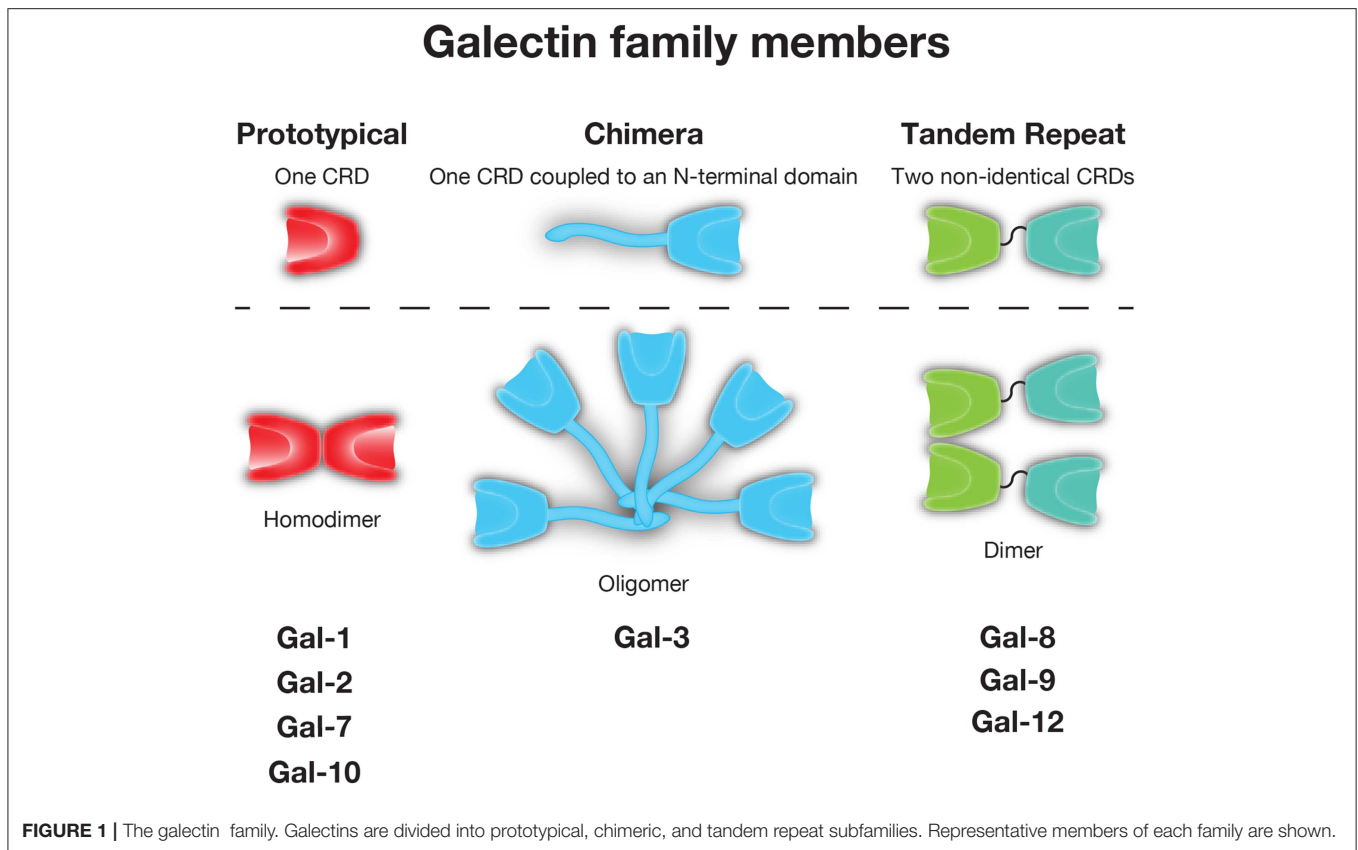 Galectin family members
Prototypical
One CRD
Chimera
One CRD coupled to an N-terminal domain
Tandem Repeat
Two non-identical CRDs
Homodimer
Oligomer
Dimer
Gal-1
Gal-2
Gal-7
Gal-10
Gal-3
Gal-8
Gal-9
Gal-12
FIGURE 1 | The galectin family. Galectins are divided into prototypical, chimeric, and tandem repeat subfamilies. Representative members of each family are shown.